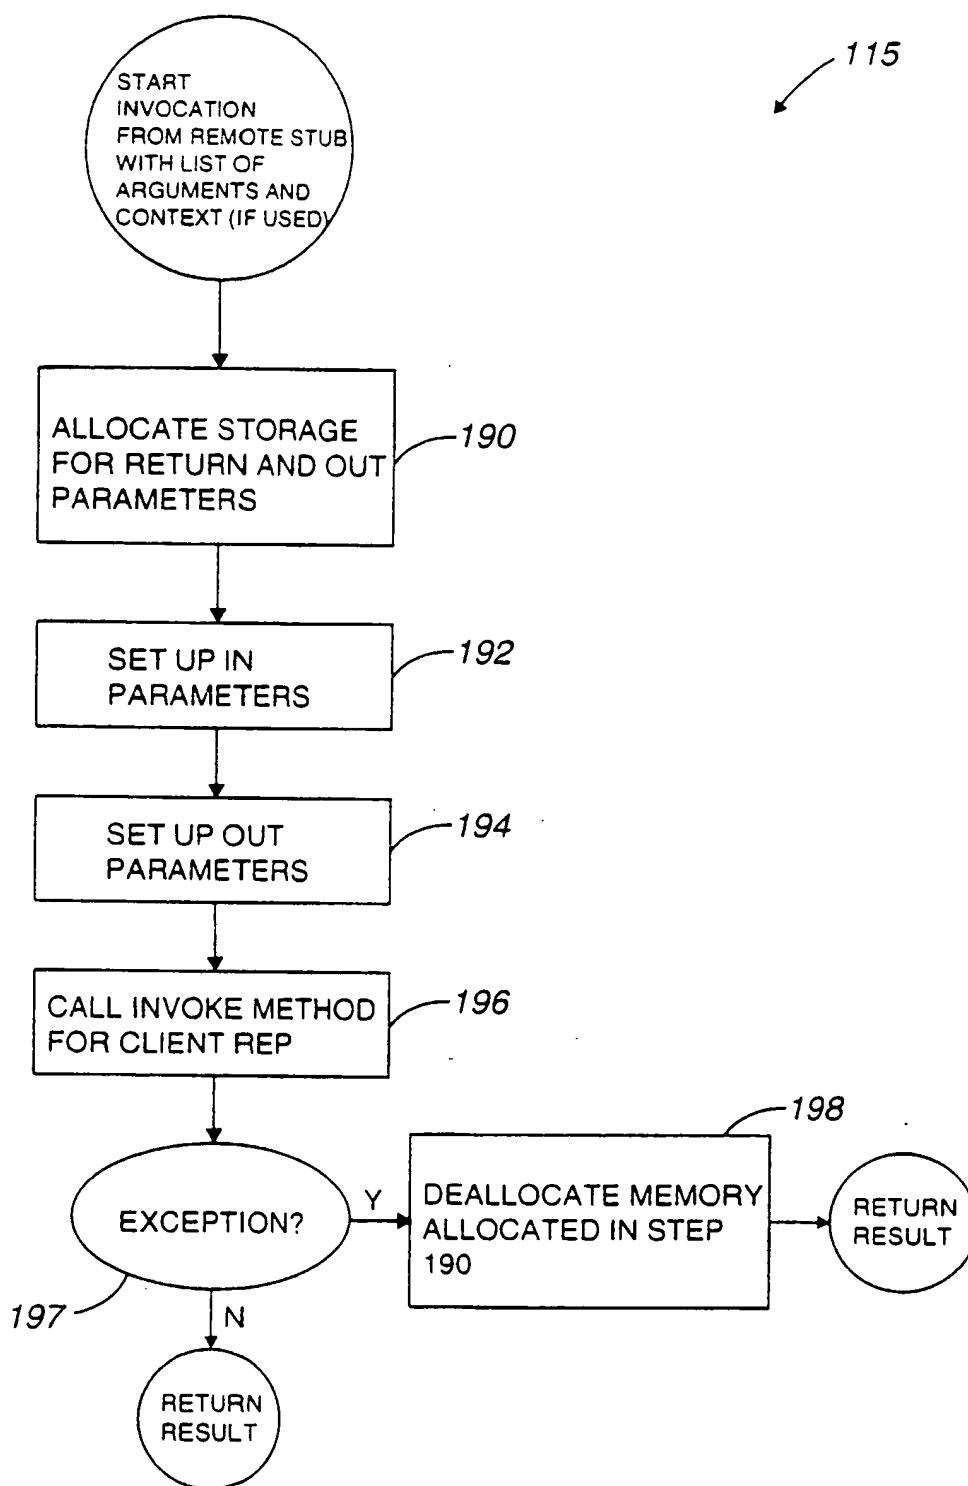 115
START
INVOCATION
FROM REMOTE STUB
WITH LIST OF
ARGUMENTS AND
CONTEXT (IF USED)
ALLOCATE STORAGE
FOR RETURN AND OUT
PARAMETERS
190
SET UP IN
PARAMETERS
192
SET UP OUT
PARAMETERS
194
CALL INVOKE METHOD
FOR CLIENT REP
196
EXCEPTION?
197
Y
N
DEALLOCATE MEMORY
ALLOCATED IN STEP
190
198
RETURN
RESULT
RETURN
RESULT